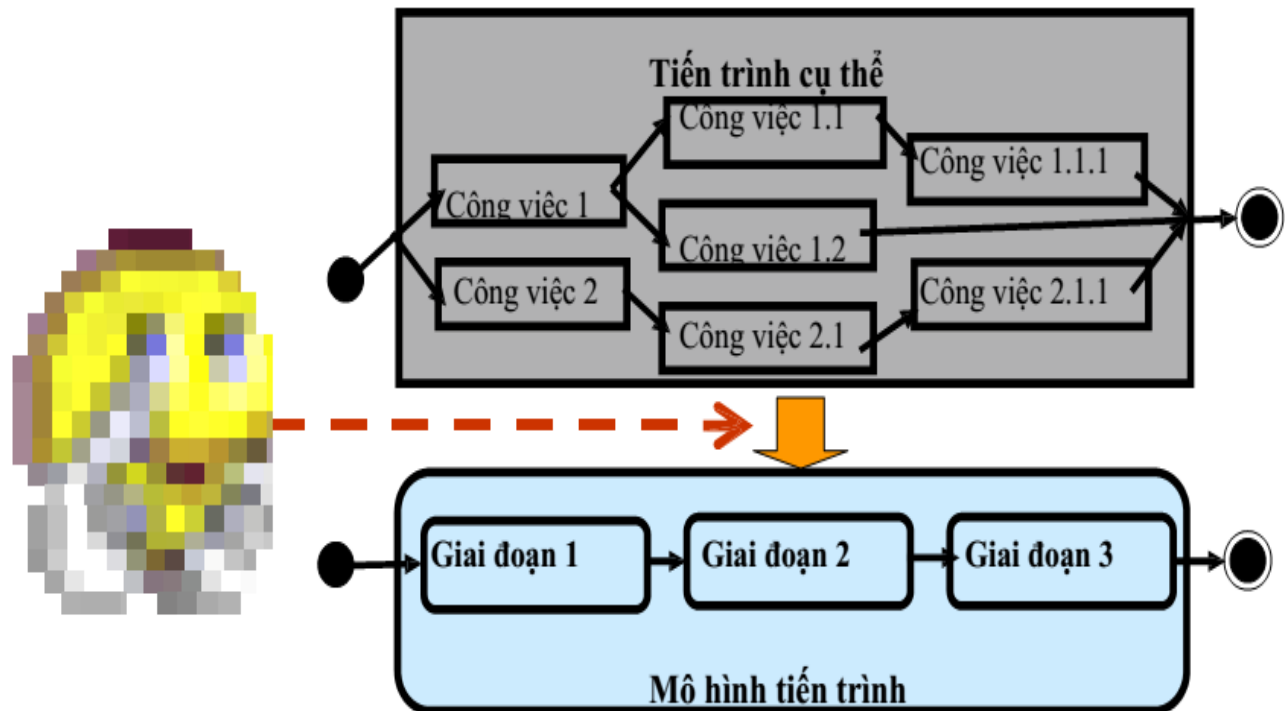 Tiến trình cụ thể
Công việc 1.1
Công việc 1.1.1
Công việc 1
Công việc 1.2
Công việc 2
Công việc 2.1.1
Công việc 2.1
Giai đoạn 1
Giai đoạn 2
Giai đoạn 3
Mô hình tiến trình